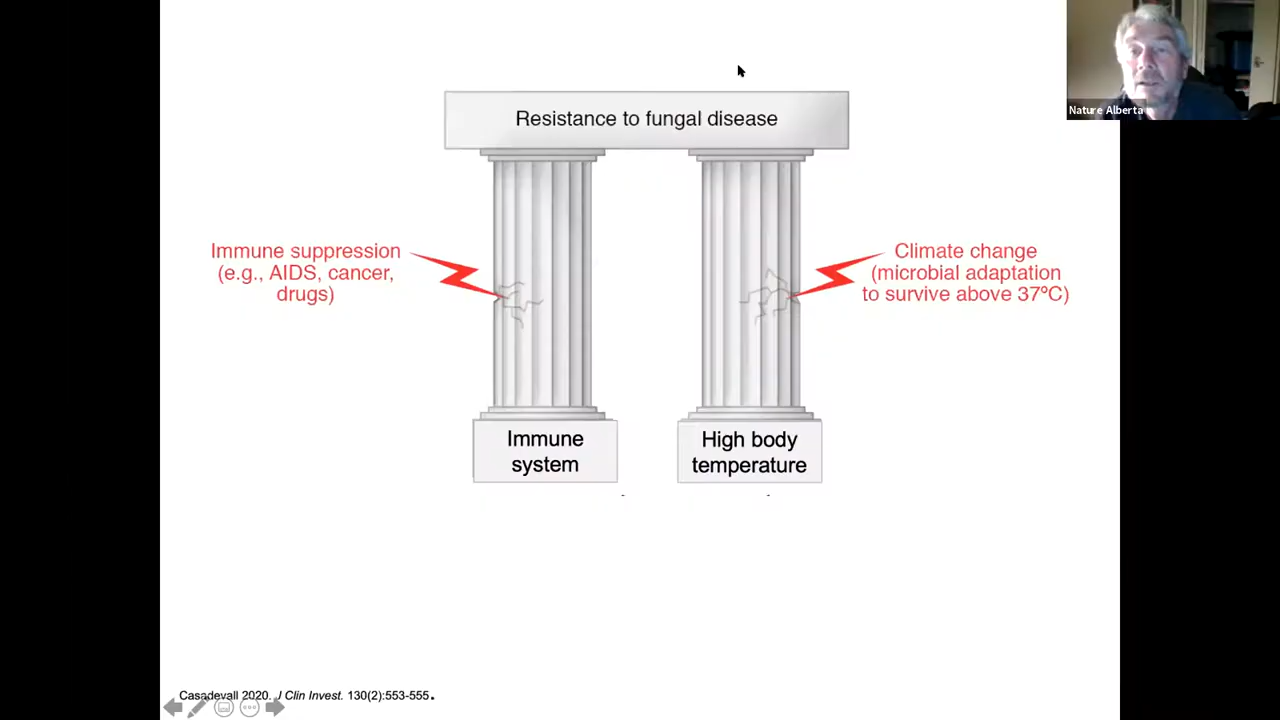 Resistance to fungal disease
Nature Alberta
Immune suppression
(e.g., AIDS, cancer,
drugs)
Climate change
(microbial adaptation
to survive above 37ºC)
Immune
system
High body
temperature
Casadevall 2020. J Clin Invest. 130(2):553-555.